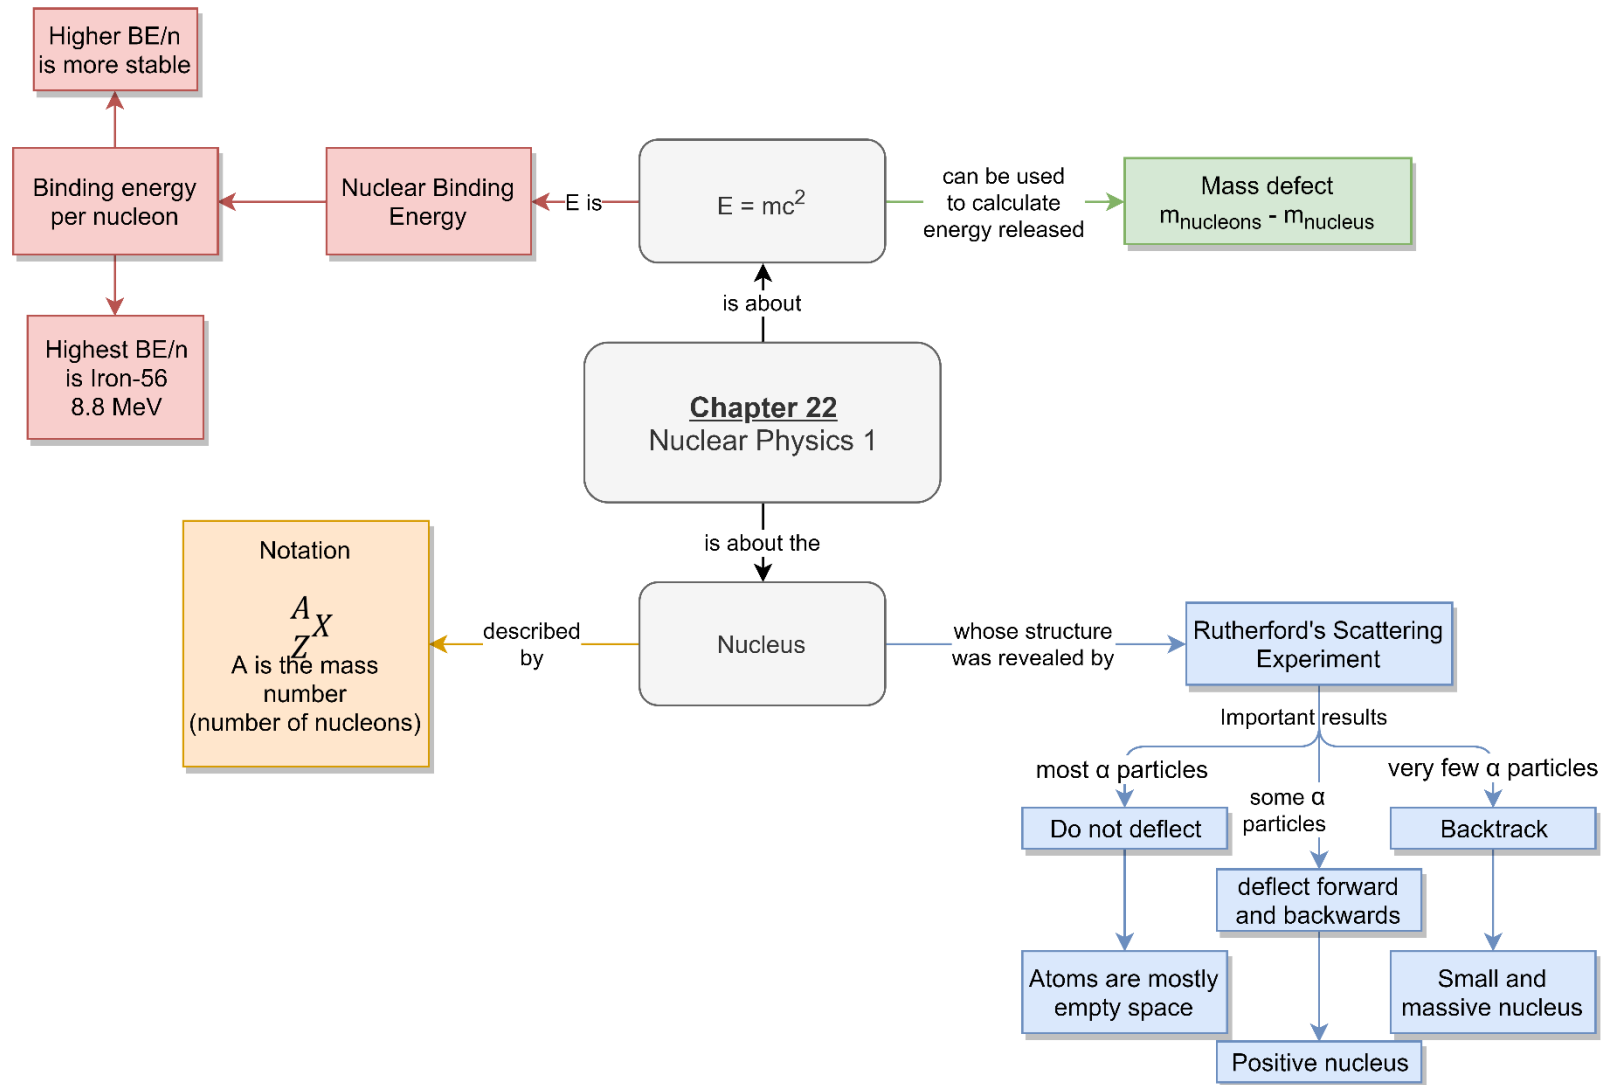 Higher BE/n
is more stable
Binding energy
per nucleon
Nuclear Binding
Energy
E is
E = mc²
can be used
to calculate
energy released
Mass defect
m_nucleons - m_nucleus
is about
Highest BE/n
is Iron-56
8.8 MeV
Chapter 22
Nuclear Physics 1
is about the
Notation
A
X
Z
A is the mass
number
(number of nucleons)
described
by
Nucleus
whose structure
was revealed by
Rutherford's Scattering
Experiment
Important results
most α particles
some α
particles
very few α particles
Do not deflect
deflect forward
and backwards
Backtrack
Atoms are mostly
empty space
Positive nucleus
Small and
massive nucleus